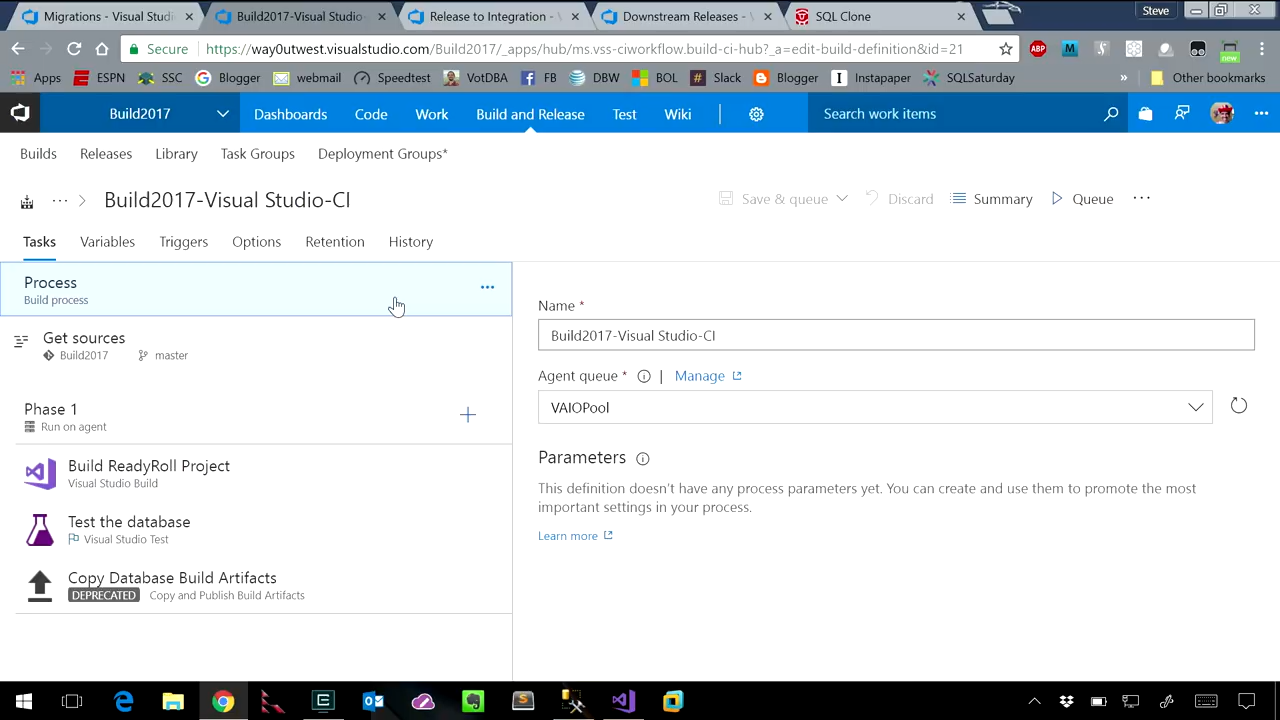 Migrations - Visual Studi
Build2017-Visual Studio-
Release to Integration - V
Downstream Releases - V
SQL Clone
Steve
Secure
https://way0utwest.visualstudio.com/Build2017/_apps/hub/ms.vss-ciworkflow.build-ci-hub?_a=edit-build-definition&id=21
ABP
M
new
Apps
ESPN
SSC
Blogger
webmail
Speedtest
VotDBA
FB
DBW
BOL
Slack
Blogger
Instapaper
SQLSaturday
»
Other bookmarks
Build2017
Dashboards
Code
Work
Build and Release
Test
Wiki
Search work items
Builds
Releases
Library
Task Groups
Deployment Groups*
Build2017-Visual Studio-CI
Save & queue
Discard
Summary
Queue
Tasks
Variables
Triggers
Options
Retention
History
Process
Build process
Get sources
Build2017
master
Phase 1
Run on agent
Build ReadyRoll Project
Visual Studio Build
Test the database
Visual Studio Test
Copy Database Build Artifacts
DEPRECATED
Copy and Publish Build Artifacts
Name *
Build2017-Visual Studio-CI
Agent queue *
|
Manage
VAIOPool
Parameters
This definition doesn't have any process parameters yet. You can create and use them to promote the most
important settings in your process.
Learn more